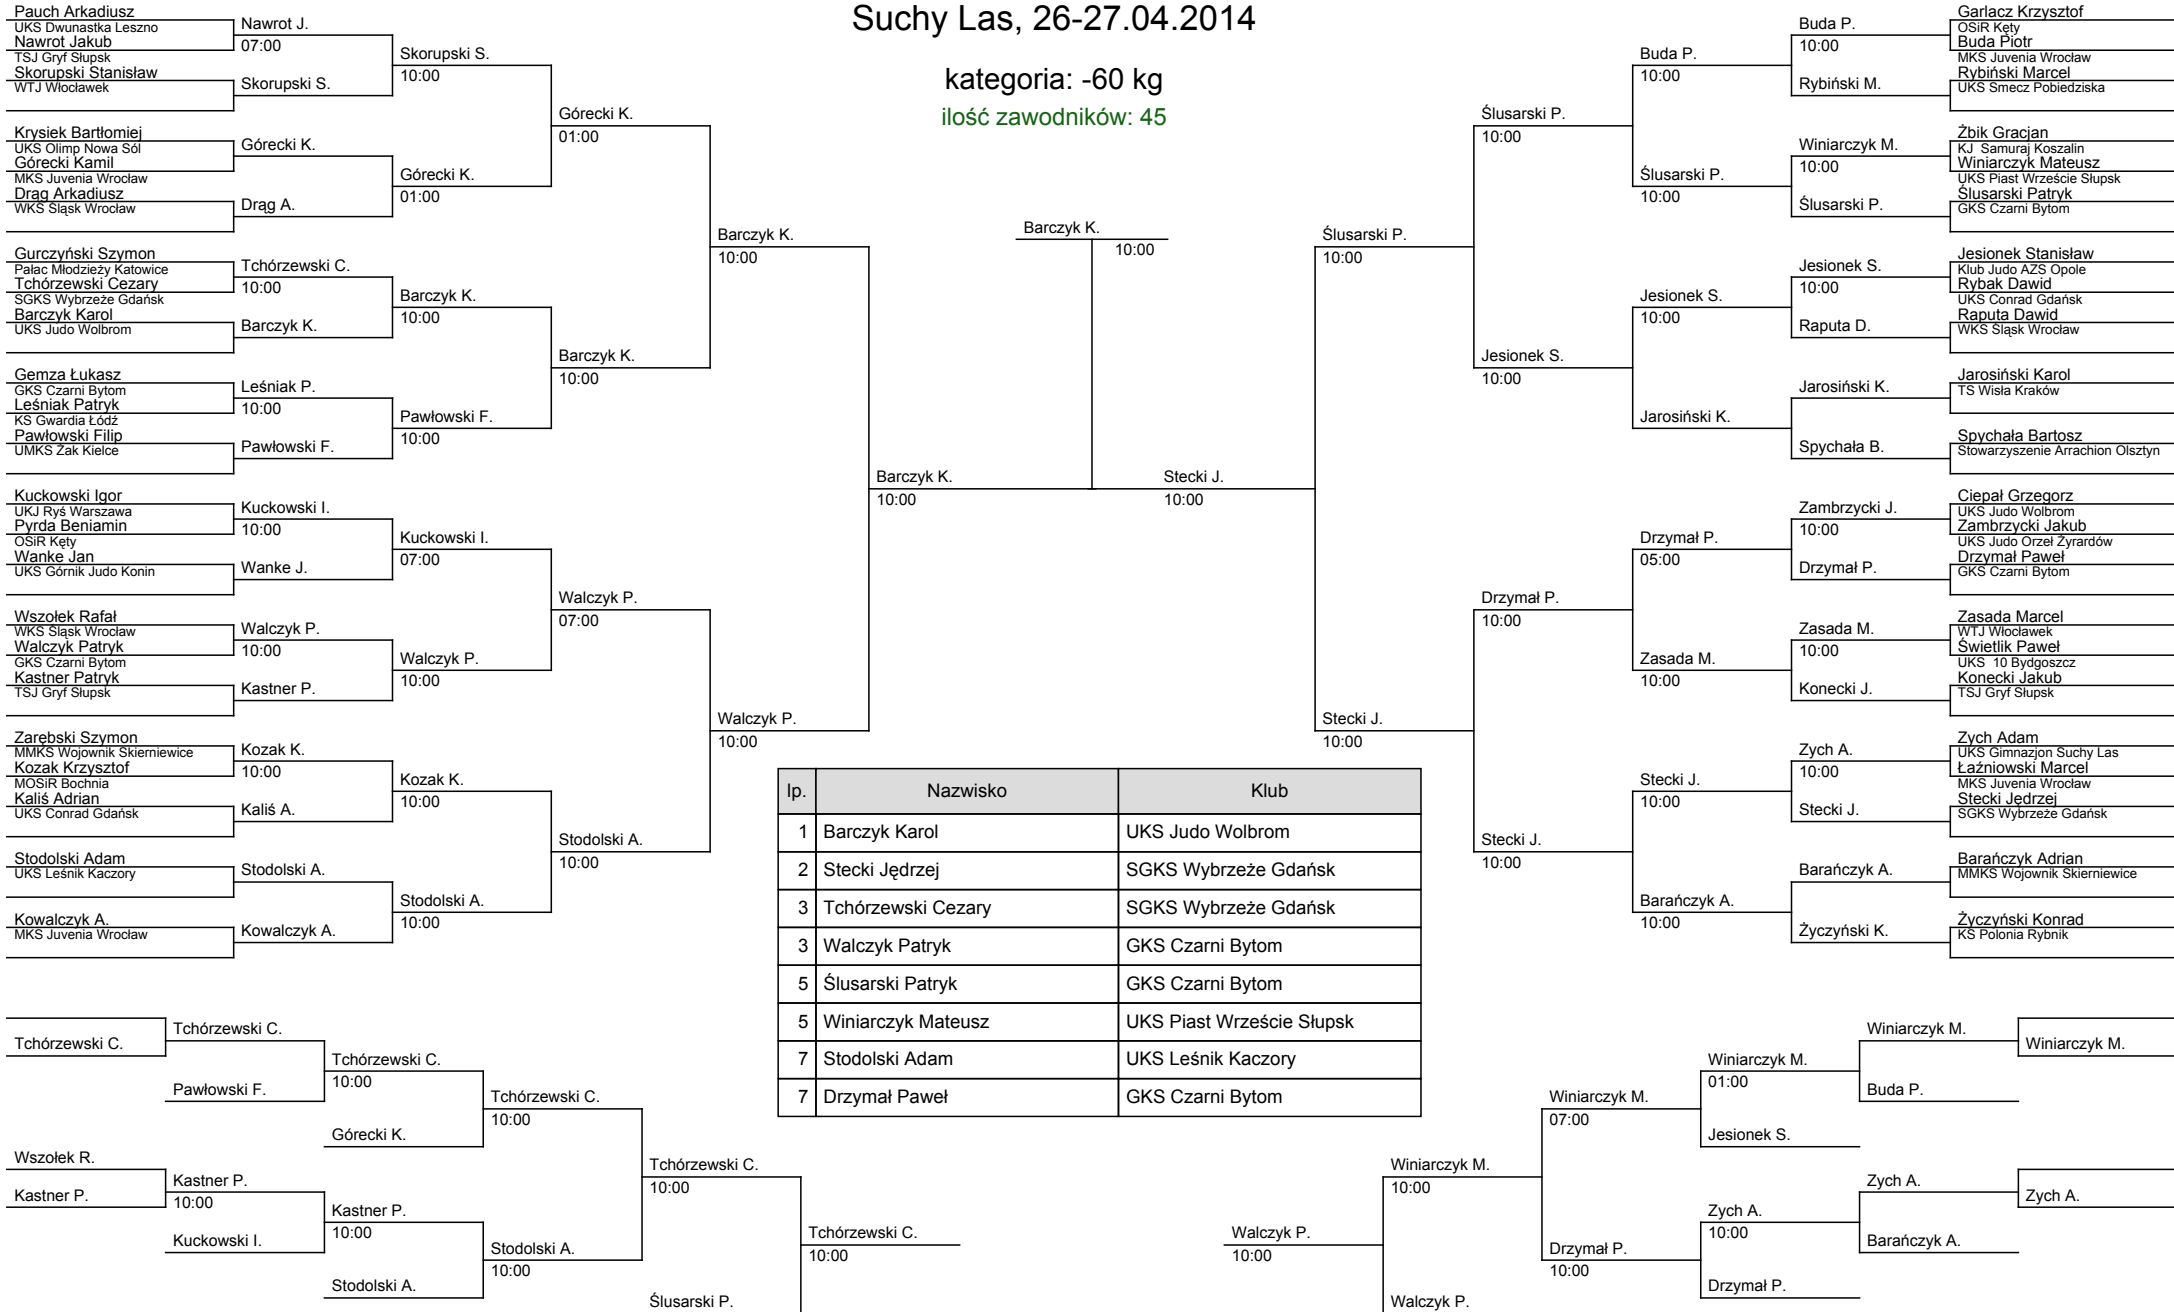 Suchy Las, 26-27.04.2014
kategoria: -60 kg
ilość zawodników: 45
Pauch Arkadiusz
UKS Dwunastka Leszno
Nawrot Jakub
TSJ Gryf Słupsk
Skorupski Stanisław
WTJ Włocławek
Krysiek Bartłomiej
UKS Olimp Nowa Sól
Górecki Kamil
MKS Juvenia Wrocław
Drąg Arkadiusz
WKS Śląsk Wrocław
Gurczyński Szymon
Pałac Młodzieży Katowice
Tchórzewski Cezary
SGKS Wybrzeże Gdańsk
Barczyk Karol
UKS Judo Wolbrom
Gemza Łukasz
GKS Czarni Bytom
Leśniak Patryk
KS Gwardia Łódź
Pawłowski Filip
UMKS Żak Kielce
Kuckowski Igor
UKJ Ryś Warszawa
Pyrda Beniamin
OŚiR Kęty
Wanke Jan
UKS Górnik Judo Konin
Wszołek Rafał
WKS Śląsk Wrocław
Walczyk Patryk
GKS Czarni Bytom
Kastner Patryk
TSJ Gryf Słupsk
Zarębski Szymon
MMKS Wojownik Skierniewice
Kozak Krzysztof
MOSiR Bochnia
Kaliś Adrian
UKS Conrad Gdańsk
Stodolski Adam
UKS Leśnik Kaczory
Kowalczyk A.
MKS Juvenia Wrocław
Nawrot J.
07:00
Skorupski S.
Górecki K.
Drąg A.
Tchórzewski C.
10:00
Barczyk K.
Leśniak P.
10:00
Pawłowski F.
Kuckowski I.
10:00
Wanke J.
Walczyk P.
10:00
Kastner P.
Kozak K.
10:00
Kaliś A.
Stodolski A.
Kowalczyk A.
Skorupski S.
10:00
Górecki K.
01:00
Barczyk K.
10:00
Pawłowski F.
10:00
Kuckowski I.
07:00
Walczyk P.
10:00
Kozak K.
10:00
Stodolski A.
10:00
Górecki K.
01:00
Barczyk K.
10:00
Walczyk P.
07:00
Stodolski A.
10:00
Barczyk K.
10:00
Walczyk P.
10:00
Barczyk K.
10:00
Barczyk K.
10:00
Stecki J.
10:00
Ślusarski P.
10:00
Stecki J.
10:00
Ślusarski P.
10:00
Jesionek S.
10:00
Drzymał P.
10:00
Stecki J.
10:00
Buda P.
10:00
Ślusarski P.
10:00
Jesionek S.
10:00
Jarosiński K.
Drzymał P.
05:00
Zasada M.
10:00
Stecki J.
10:00
Barańczyk A.
10:00
Buda P.
10:00
Rybiński M.
Winiarczyk M.
10:00
Ślusarski P.
Jesionek S.
10:00
Raputa D.
Jarosiński K.
Spychała B.
Zambrzycki J.
10:00
Drzymał P.
Zasada M.
10:00
Konecki J.
Zych A.
10:00
Stecki J.
Barańczyk A.
Życzyński K.
Garlacz Krzysztof
OSiR Kęty
Buda Piotr
MKS Juvenia Wrocław
Rybiński Marcel
UKS Smecz Pobiedziska
Żbik Gracjan
KJ Samuraj Koszalin
Winiarczyk Mateusz
UKS Piast Wrzeście Słupsk
Ślusarski Patryk
GKS Czarni Bytom
Jesionek Stanisław
Klub Judo AZS Opole
Rybak Dawid
UKS Conrad Gdańsk
Raputa Dawid
WKS Śląsk Wrocław
Jarosiński Karol
TS Wisła Kraków
Spychała Bartosz
Stowarzyszenie Arrachion Olsztyn
Ciepał Grzegorz
UKS Judo Wolbrom
Zambrzycki Jakub
UKS Judo Orzeł Żyrardów
Drzymał Paweł
GKS Czarni Bytom
Zasada Marcel
WTJ Włocławek
Świetlik Paweł
UKS 10 Bydgoszcz
Konecki Jakub
TSJ Gryf Słupsk
Zych Adam
UKS Gimnazjon Suchy Las
Łaźniowski Marcel
MKS Juvenia Wrocław
Stecki Jędrzej
SGKS Wybrzeże Gdańsk
Barańczyk Adrian
MMKS Wojownik Skierniewice
Życzyński Konrad
KS Polonia Rybnik
lp. Nazwisko Klub
1 Barczyk Karol UKS Judo Wolbrom
2 Stecki Jędrzej SGKS Wybrzeże Gdańsk
3 Tchórzewski Cezary SGKS Wybrzeże Gdańsk
3 Walczyk Patryk GKS Czarni Bytom
5 Ślusarski Patryk GKS Czarni Bytom
5 Winiarczyk Mateusz UKS Piast Wrzeście Słupsk
7 Stodolski Adam UKS Leśnik Kaczory
7 Drzymał Paweł GKS Czarni Bytom
Tchórzewski C.
Wszołek R.
Kastner P.
Tchórzewski C.
Pawłowski F.
Kastner P.
10:00
Kuckowski I.
Tchórzewski C.
10:00
Górecki K.
Kastner P.
10:00
Stodolski A.
Tchórzewski C.
10:00
Stodolski A.
10:00
Tchórzewski C.
10:00
Ślusarski P.
Tchórzewski C.
10:00
Walczyk P.
10:00
Winiarczyk M.
10:00
Walczyk P.
Winiarczyk M.
07:00
Drzymał P.
10:00
Winiarczyk M.
01:00
Jesionek S.
Zych A.
10:00
Drzymał P.
Winiarczyk M.
Buda P.
Zych A.
Barańczyk A.
Winiarczyk M.
Zych A.